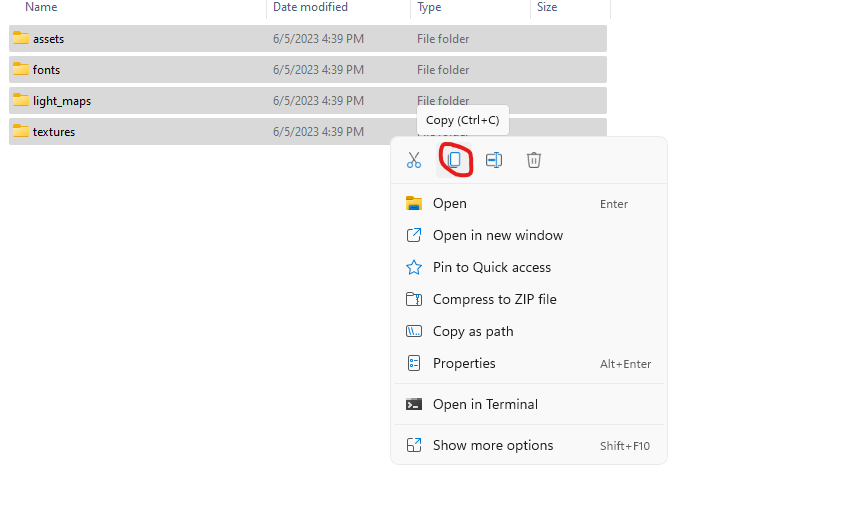 Name Date modified Type Size
assets 6/5/2023 4:39 PM File folder
fonts 6/5/2023 4:39 PM File folder
light_maps 6/5/2023 4:39 PM File folder
textures 6/5/2023 4:39 PM File folder
Copy (Ctrl+C)
Open Enter
Open in new window
Pin to Quick access
Compress to ZIP file
Copy as path
Properties Alt+Enter
Open in Terminal
Show more options Shift+F10